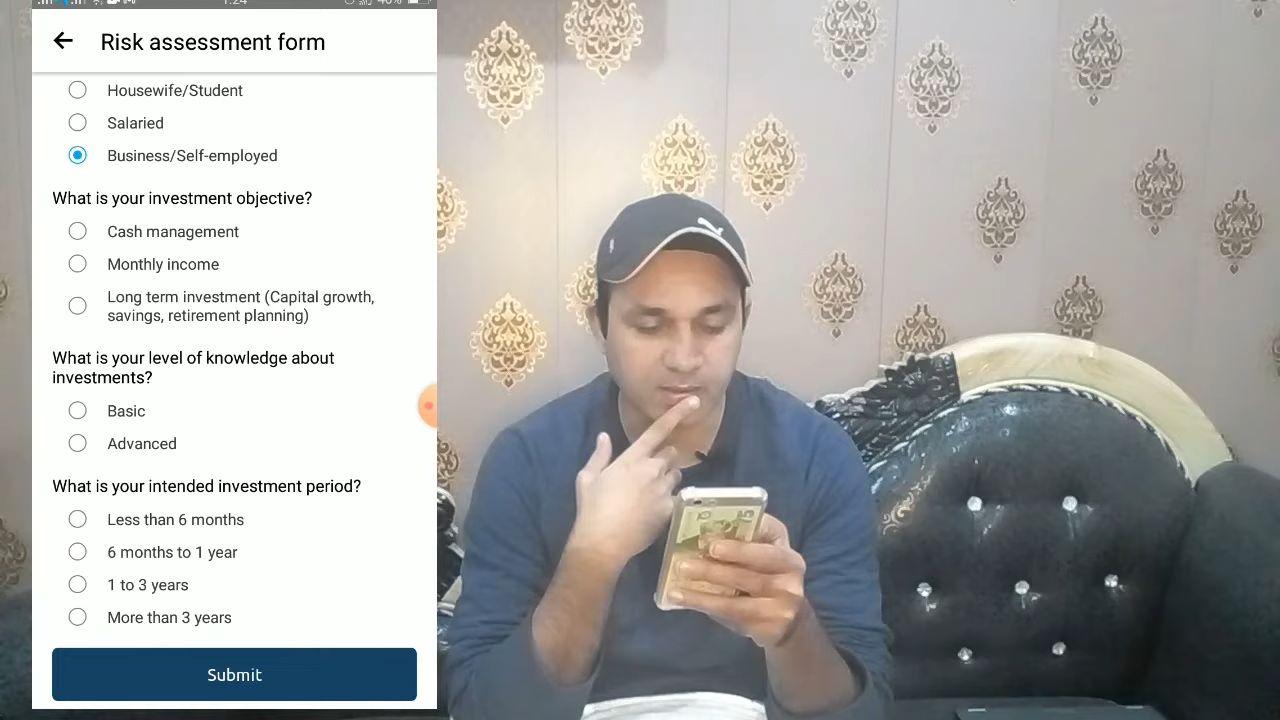 1:24
46%
Risk assessment form
Housewife/Student
Salaried
Business/Self-employed
What is your investment objective?
Cash management
Monthly income
Long term investment (Capital growth,
savings, retirement planning)
What is your level of knowledge about
investments?
Basic
Advanced
What is your intended investment period?
Less than 6 months
6 months to 1 year
1 to 3 years
More than 3 years
Submit